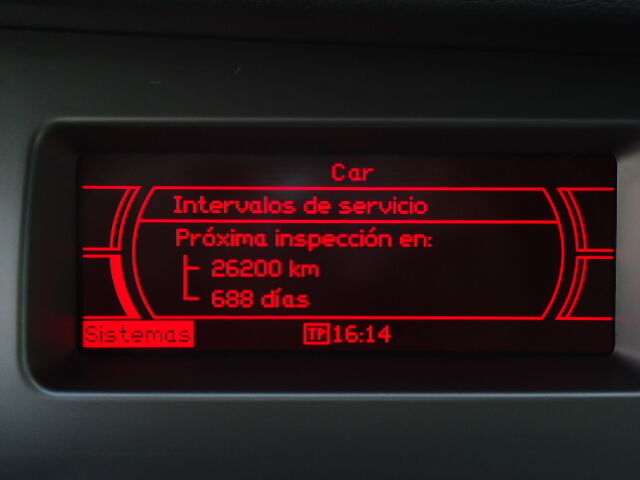 Car
Intervalos de servicio
Próxima inspección en:
26200 km
688 días
Sistemas TP 16:14